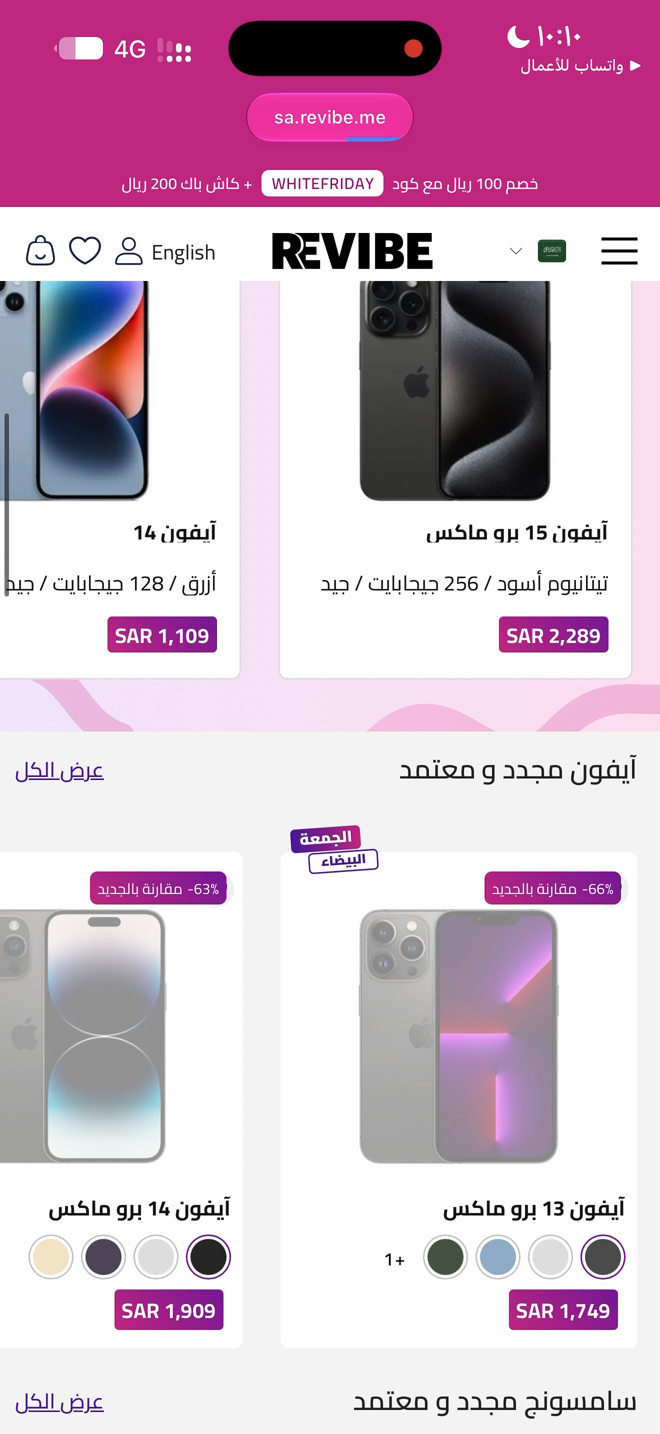 ١٠:١٠
4G
◀ واتساب للأعمال
sa.revibe.me
خصم 100 ريال مع كود WHITEFRIDAY + كاش باك 200 ريال
REVIBE
English
آيفون 15 برو ماكس
تيتانيوم أسود / 256 جيجابايت / جيد
SAR 2,289
آيفون 14
أزرق / 128 جيجابايت / جيد
SAR 1,109
آيفون مجدد و معتمد
عرض الكل
الجمعة
البيضاء
-66% مقارنة بالجديد
آيفون 13 برو ماكس
+1
SAR 1,749
-63% مقارنة بالجديد
آيفون 14 برو ماكس
SAR 1,909
سامسونج مجدد و معتمد
عرض الكل